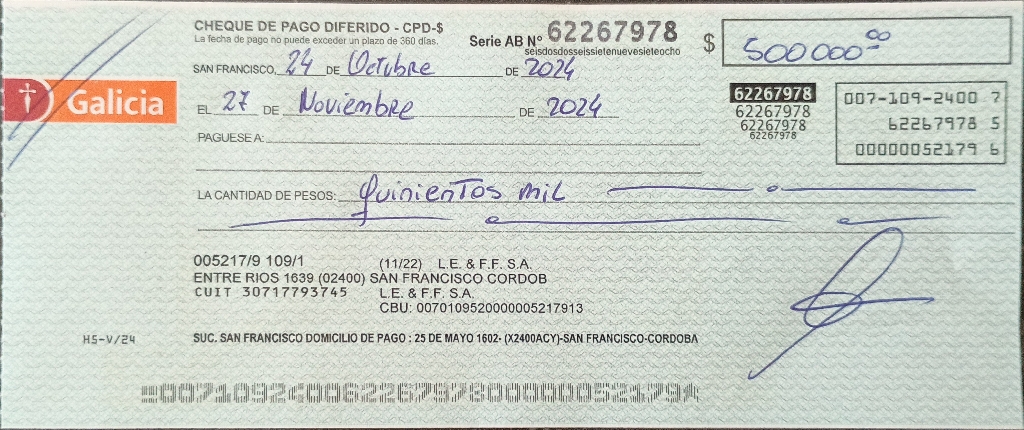 CHEQUE DE PAGO DIFERIDO - CPD-$
La fecha de pago no puede exceder un plazo de 360 días.
Serie AB Nº 62267978
seisdosdosseissietenuevesieteocho
$ 500000.00
SAN FRANCISCO, 24 DE Octubre DE 2024
Galicia
EL 27 DE Noviembre DE 2024
62267978
62267978
62267978
62267978
007-109-2400 7
62267978 5
00000052179 6
PAGUESE A:
LA CANTIDAD DE PESOS: Quinientos mil
005217/9 109/1 (11/22) L.E. & F.F. S.A.
ENTRE RIOS 1639 (02400) SAN FRANCISCO CORDOB
CUIT 30717793745 L.E. & F.F. S.A.
CBU: 0070109520000005217913
HS-V/24
SUC. SAN FRANCISCO DOMICILIO DE PAGO : 25 DE MAYO 1602- (X2400ACY)-SAN FRANCISCO-CORDOBA